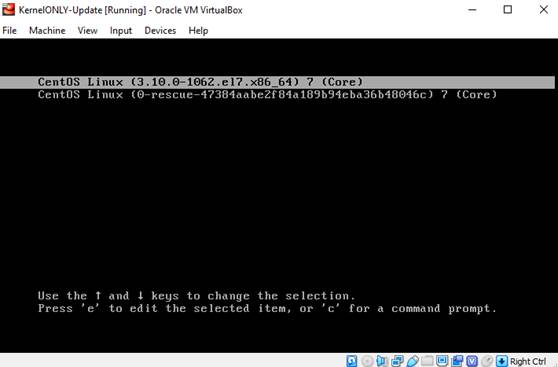 KernelONLY-Update [Running] - Oracle VM VirtualBox
File Machine View Input Devices Help
CentOS Linux (3.10.0-1062.el7.x86_64) 7 (Core)
CentOS Linux (0-rescue-47384aabe2f84a189b94eba36b48046c) 7 (Core)
Use the ↑ and ↓ keys to change the selection.
Press 'e' to edit the selected item, or 'c' for a command prompt.
Right Ctrl